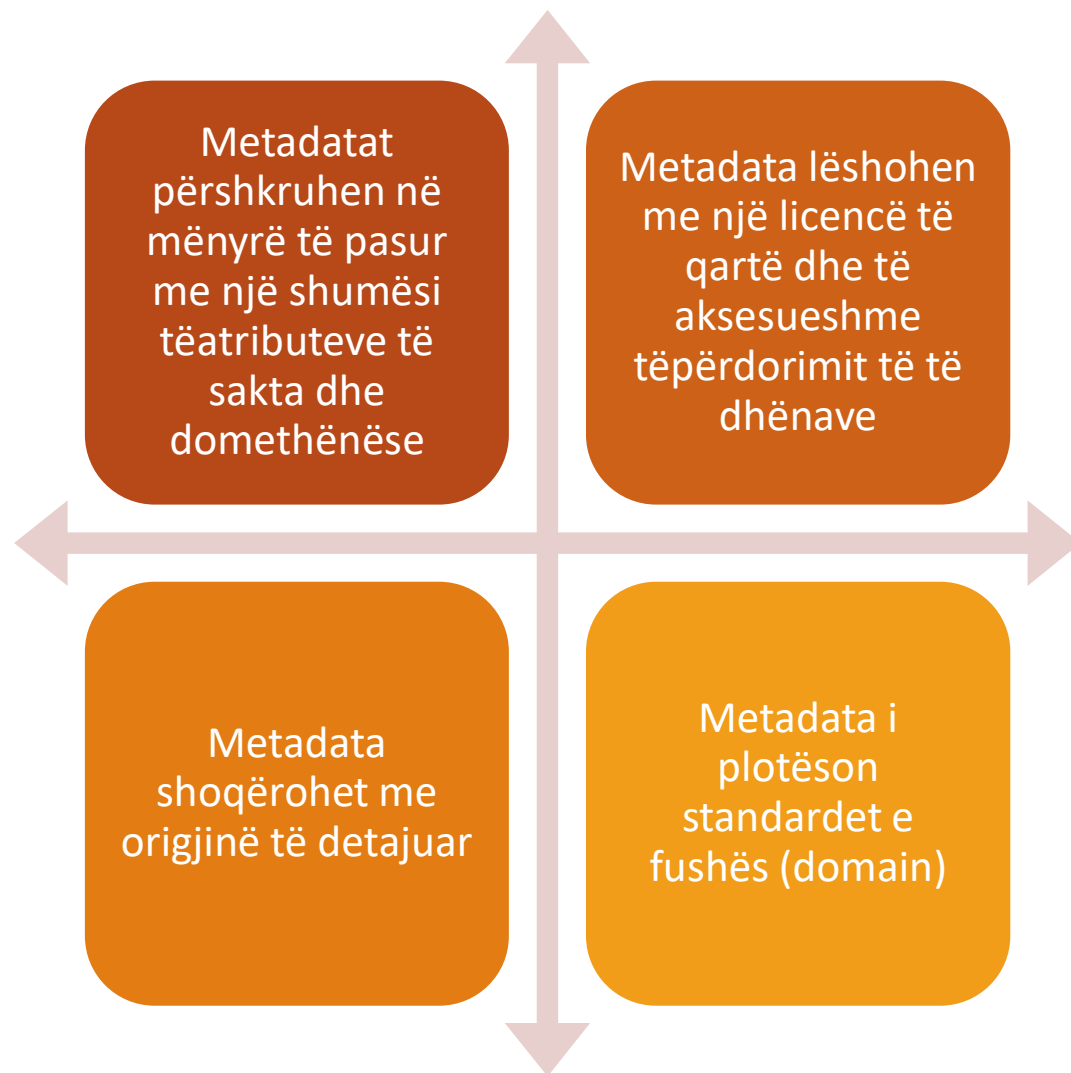 Metadatat
përshkruhen në
mënyrë të pasur
me një shumësi
tëatributeve të
sakta dhe
domethënëse
Metadata lëshohen
me një licencë të
qartë dhe të
aksesueshme
tëpërdorimit të të
dhënave
Metadata
shoqërohet me
origjinë të detajuar
Metadata i
plotëson
standardet e
fushës (domain)